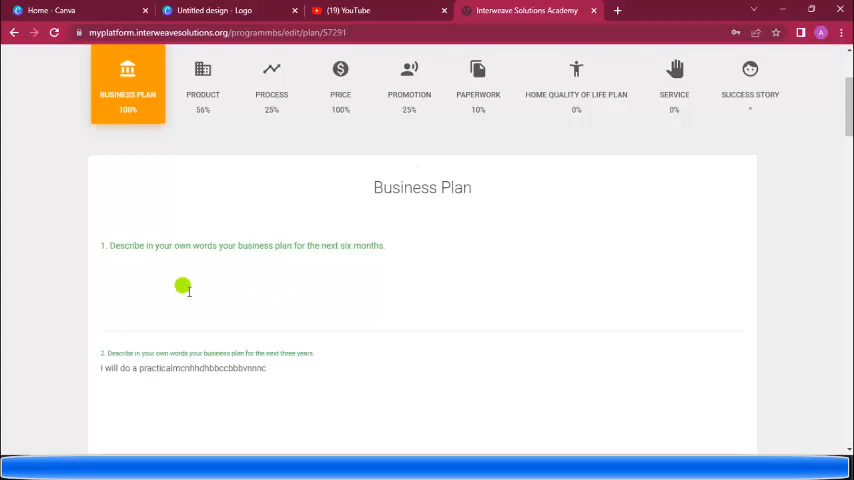 Home - Canva
Untitled design - Logo
(19) YouTube
Interweave Solutions Academy
myplatform.interweavesolutions.org/programmbs/edit/plan/57291
A
BUSINESS PLAN
100%
PRODUCT
56%
PROCESS
25%
PRICE
100%
PROMOTION
25%
PAPERWORK
10%
HOME QUALITY OF LIFE PLAN
0%
SERVICE
0%
SUCCESS STORY
*
Business Plan
1. Describe in your own words your business plan for the next six months.
2. Describe in your own words your business plan for the next three years.
I will do a practicalmcnhhdhbbccbbbvnnnc